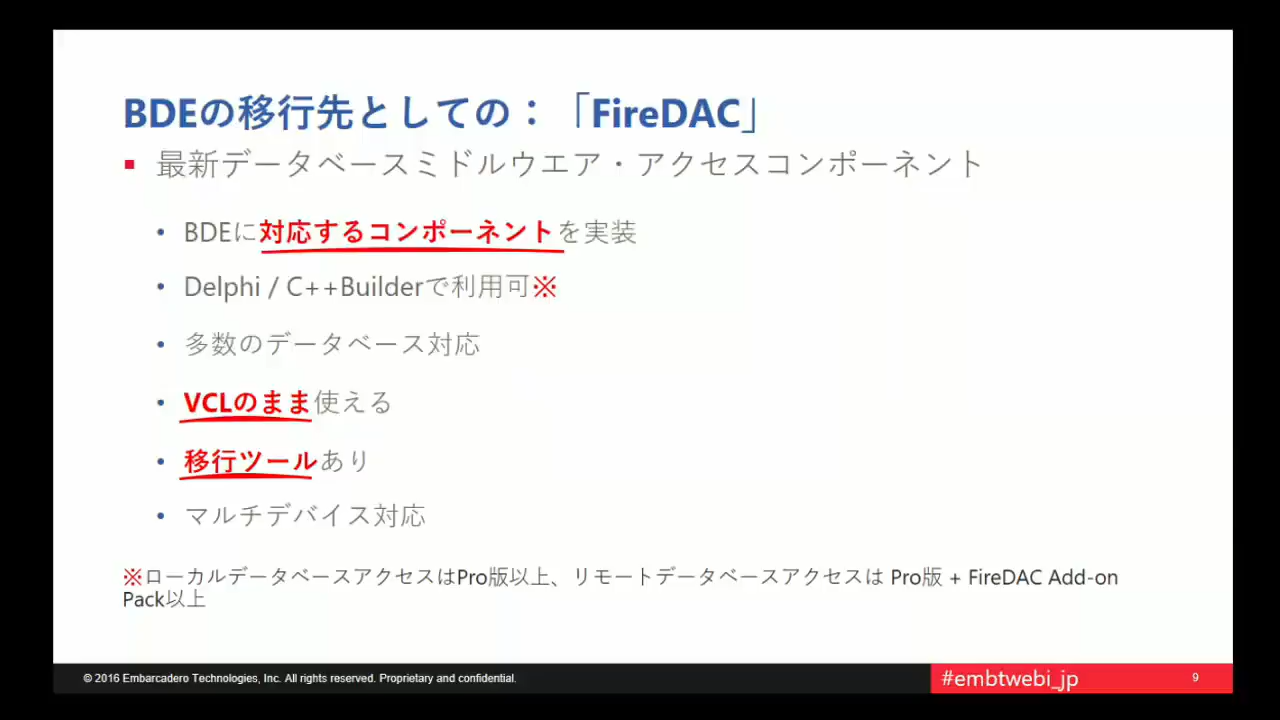 BDEの移行先としての：「FireDAC」
▪ 最新データベースミドルウエア・アクセスコンポーネント
• BDEに対応するコンポーネントを実装
• Delphi / C++Builderで利用可※
• 多数のデータベース対応
• VCLのまま使える
• 移行ツールあり
• マルチデバイス対応
※ローカルデータベースアクセスはPro版以上、リモートデータベースアクセスは Pro版 + FireDAC Add-on
Pack以上
© 2016 Embarcadero Technologies, Inc. All rights reserved. Proprietary and confidential.
#embtwebi_jp
9